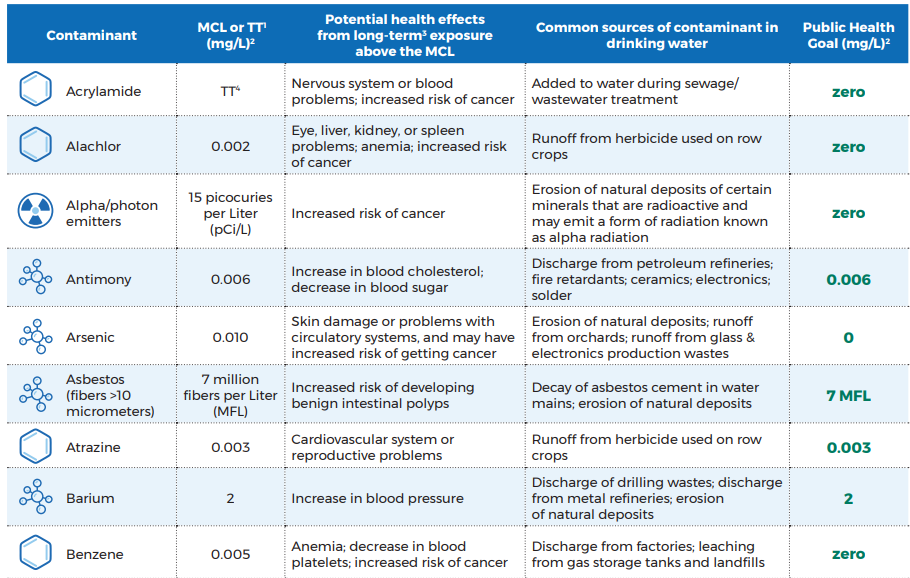 Contaminant
MCL or TT¹
(mg/L)²
Potential health effects
from long-term³ exposure
above the MCL
Common sources of contaminant in
drinking water
Public Health
Goal (mg/L)²
Acrylamide
TT⁴
Nervous system or blood
problems; increased risk of cancer
Added to water during sewage/
wastewater treatment
zero
Alachlor
0.002
Eye, liver, kidney, or spleen
problems; anemia; increased risk
of cancer
Runoff from herbicide used on row
crops
zero
Alpha/photon
emitters
15 picocuries
per Liter
(pCi/L)
Increased risk of cancer
Erosion of natural deposits of certain
minerals that are radioactive and
may emit a form of radiation known
as alpha radiation
zero
Antimony
0.006
Increase in blood cholesterol;
decrease in blood sugar
Discharge from petroleum refineries;
fire retardants; ceramics; electronics;
solder
0.006
Arsenic
0.010
Skin damage or problems with
circulatory systems, and may have
increased risk of getting cancer
Erosion of natural deposits; runoff
from orchards; runoff from glass &
electronics production wastes
0
Asbestos
(fibers >10
micrometers)
7 million
fibers per Liter
(MFL)
Increased risk of developing
benign intestinal polyps
Decay of asbestos cement in water
mains; erosion of natural deposits
7 MFL
Atrazine
0.003
Cardiovascular system or
reproductive problems
Runoff from herbicide used on row
crops
0.003
Barium
2
Increase in blood pressure
Discharge of drilling wastes; discharge
from metal refineries; erosion
of natural deposits
2
Benzene
0.005
Anemia; decrease in blood
platelets; increased risk of cancer
Discharge from factories; leaching
from gas storage tanks and landfills
zero